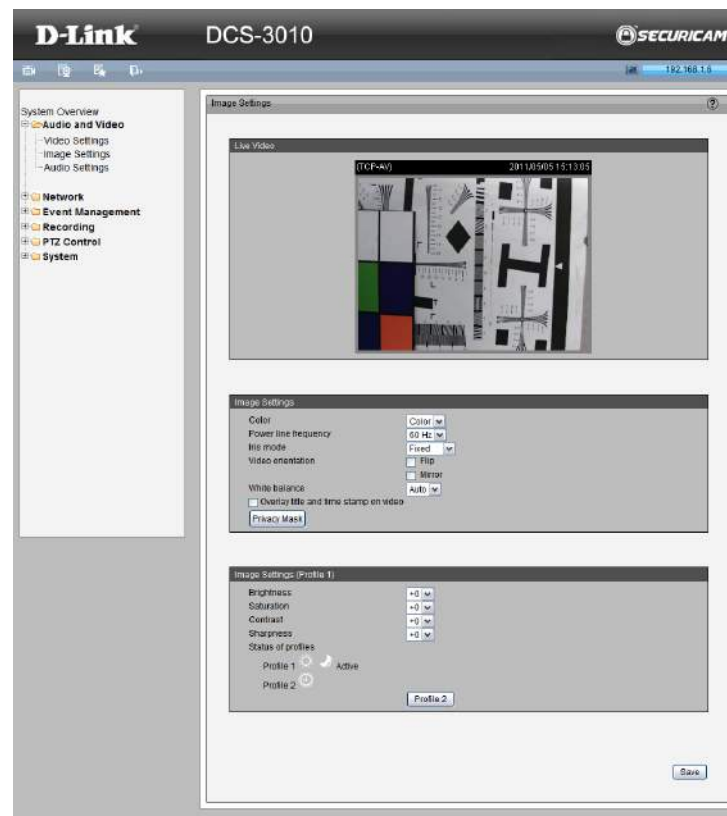 D-Link
DCS-3010
SECURICAM
192.168.1.6
System Overview
Audio and Video
Video Settings
Image Settings
Audio Settings
Network
Event Management
Recording
PTZ Control
System
Image Settings
?
Live Video
(TCP-AV) 2011/05/05 15:13:05
Image Settings
Color Color
Power line frequency 60 Hz
Iris mode Fixed
Video orientation Flip
Mirror
White balance Auto
Overlay title and time stamp on video
Privacy Mask
Image Settings (Profile 1)
Brightness +0
Saturation +0
Contrast +0
Sharpness +0
Status of profiles
Profile 1 Active
Profile 2
Profile 2
Save